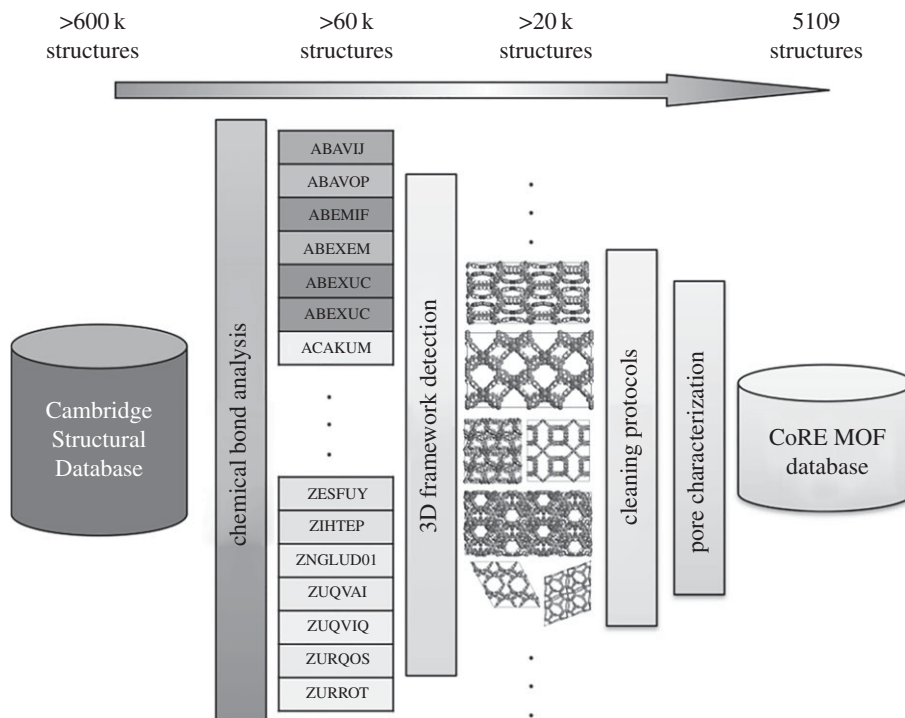 >600 k
structures
>60 k
structures
>20 k
structures
5109
structures
Cambridge
Structural
Database
chemical bond analysis
ABAVIJ
ABAVOP
ABEMIF
ABEXEM
ABEXUC
ABEXUC
ACAKUM
ZESFUY
ZIHTEP
ZNGLUD01
ZUQVAI
ZUQVIQ
ZURQOS
ZURROT
3D framework detection
cleaning protocols
pore characterization
CoRE MOF
database